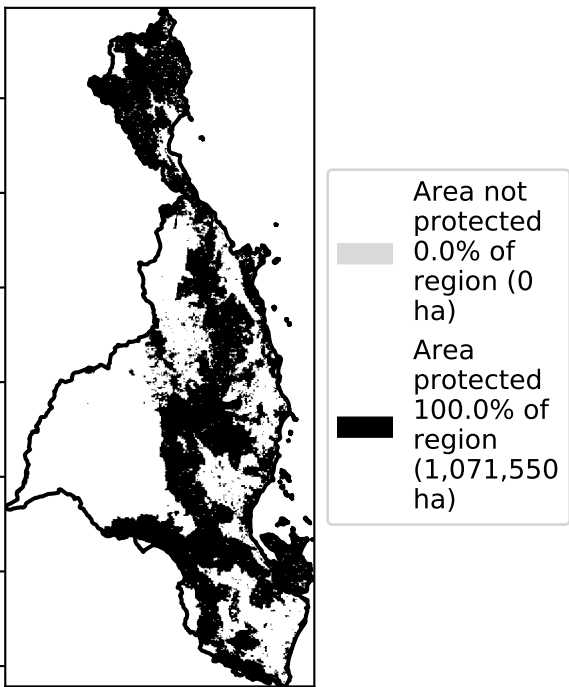 Area not
protected
0.0% of
region (0
ha)
Area
protected
100.0% of
region
(1,071,550
ha)